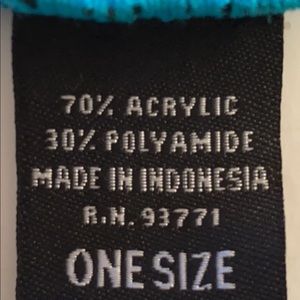 70% ACRYLIC
30% POLYAMIDE
MADE IN INDONESIA
R.N. 93771
ONE SIZE